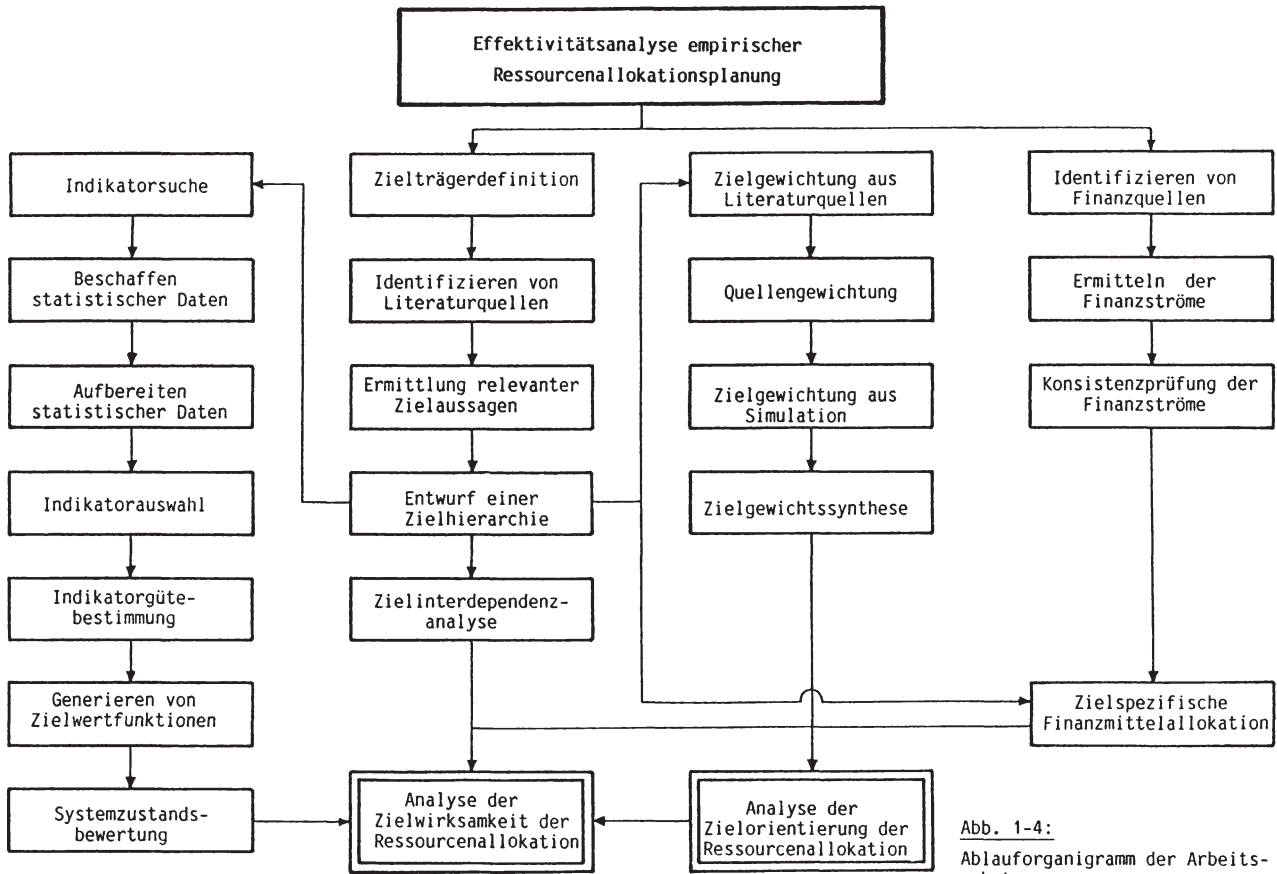 Effektivitätsanalyse empirischer
Ressourcenallokationsplanung
Indikatorsuche
Beschaffen
statistischer Daten
Aufbereiten
statistischer Daten
Indikatorauswahl
Indikatorgüte-
bestimmung
Generieren von
Zielwertfunktionen
Systemzustands-
bewertung
Zielträgerdefinition
Identifizieren von
Literaturquellen
Ermittlung relevanter
Zielaussagen
Entwurf einer
Zielhierarchie
Zielinterdependenz-
analyse
Analyse der
Zielwirksamkeit der
Ressourcenallokation
Zielgewichtung aus
Literaturquellen
Quellengewichtung
Zielgewichtung aus
Simulation
Zielgewichtssynthese
Analyse der
Zielorientierung der
Ressourcenallokation
Identifizieren von
Finanzquellen
Ermitteln der
Finanzströme
Konsistenzprüfung der
Finanzströme
Zielspezifische
Finanzmittelallokation
Abb. 1-4:
Ablauforganigramm der Arbeits-